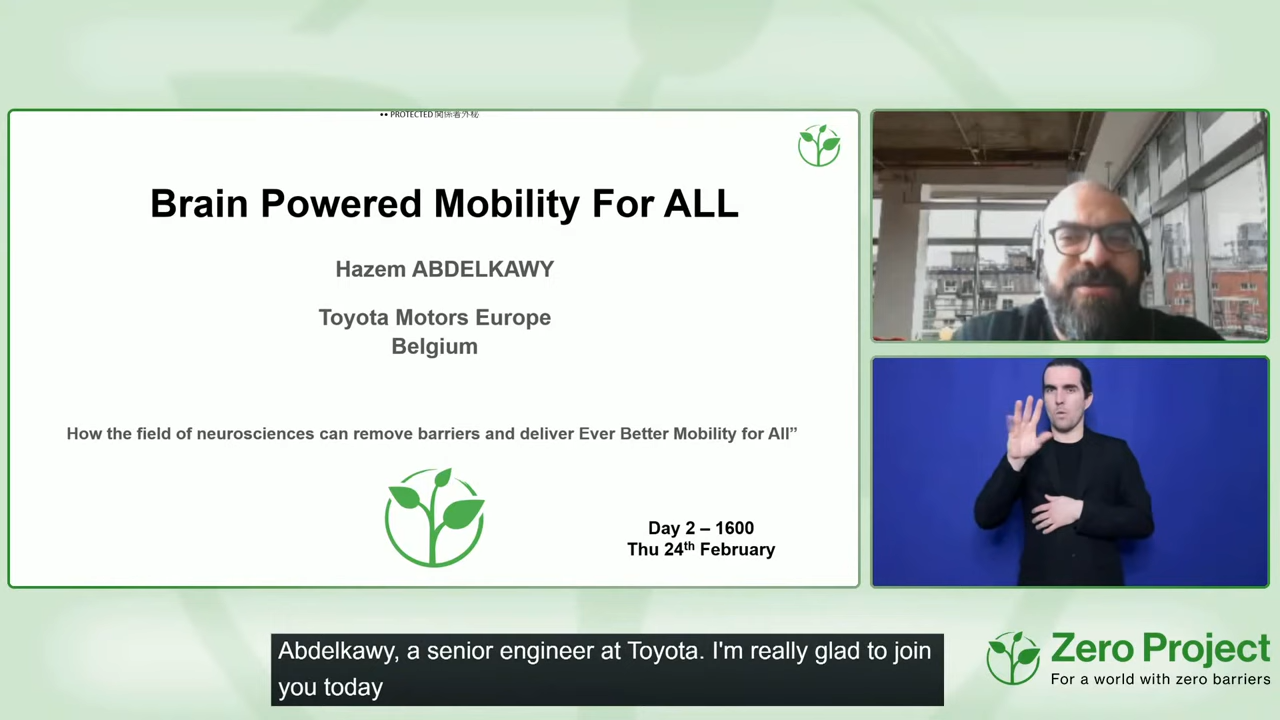 •• PROTECTED 関係者外秘
Brain Powered Mobility For ALL
Hazem ABDELKAWY
Toyota Motors Europe
Belgium
How the field of neurosciences can remove barriers and deliver Ever Better Mobility for All”
Day 2 – 1600
Thu 24th February
Abdelkawy, a senior engineer at Toyota. I'm really glad to join
you today
Zero Project
For a world with zero barriers